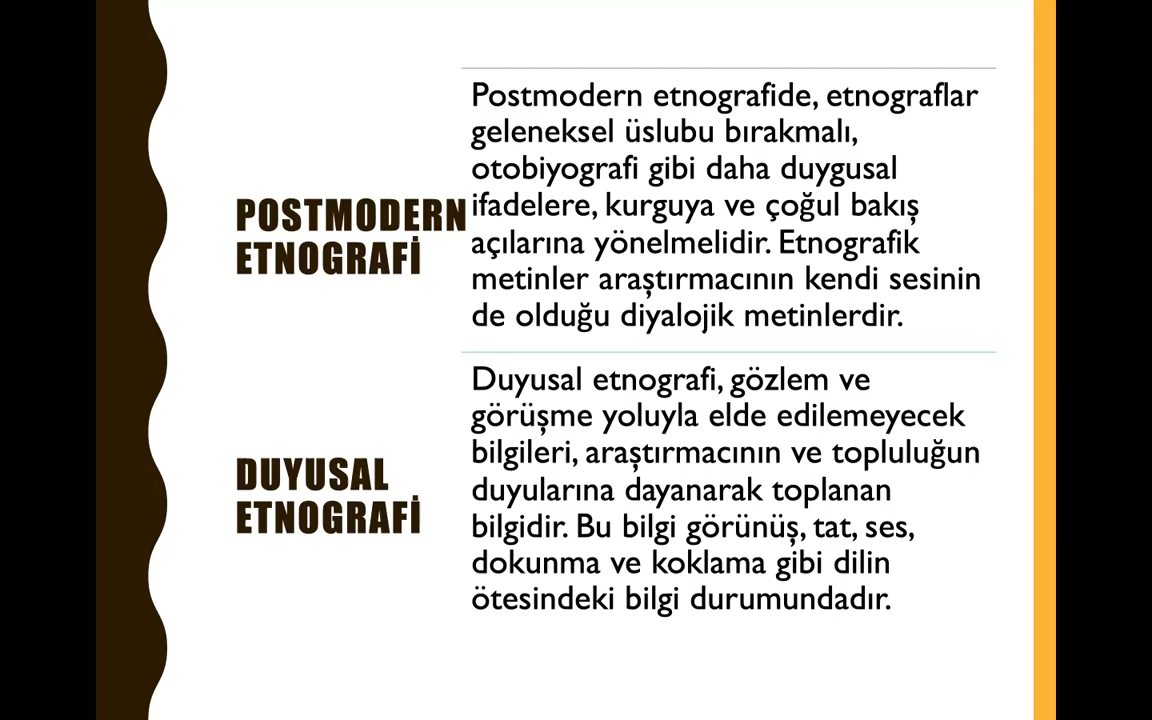 POSTMODERN
ETNOGRAFİ
Postmodern etnografide, etnograflar
geleneksel üslubu bırakmalı,
otobiyografi gibi daha duygusal
ifadelere, kurguya ve çoğul bakış
açılarına yönelmelidir. Etnografik
metinler araştırmacının kendi sesinin
de olduğu diyalojik metinlerdir.
DUYUSAL
ETNOGRAFİ
Duyusal etnografi, gözlem ve
görüşme yoluyla elde edilemeyecek
bilgileri, araştırmacının ve topluluğun
duyularına dayanarak toplanan
bilgidir. Bu bilgi görünüş, tat, ses,
dokunma ve koklama gibi dilin
ötesindeki bilgi durumundadır.